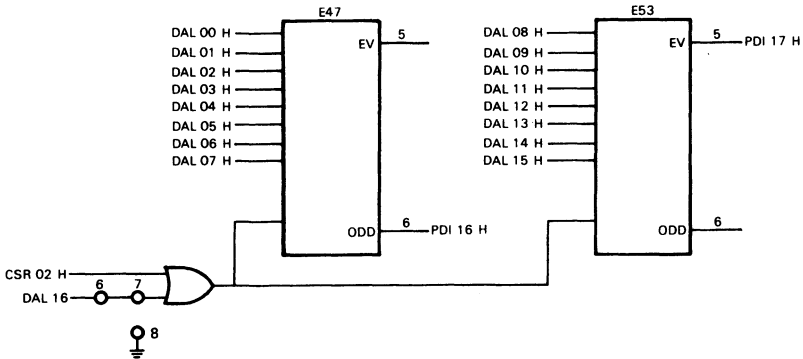 E47
DAL 00 H
DAL 01 H
DAL 02 H
DAL 03 H
DAL 04 H
DAL 05 H
DAL 06 H
DAL 07 H
EV
5
ODD
6
PDI 16 H
E53
DAL 08 H
DAL 09 H
DAL 10 H
DAL 11 H
DAL 12 H
DAL 13 H
DAL 14 H
DAL 15 H
EV
5
PDI 17 H
ODD
6
CSR 02 H
DAL 16
6
7
8